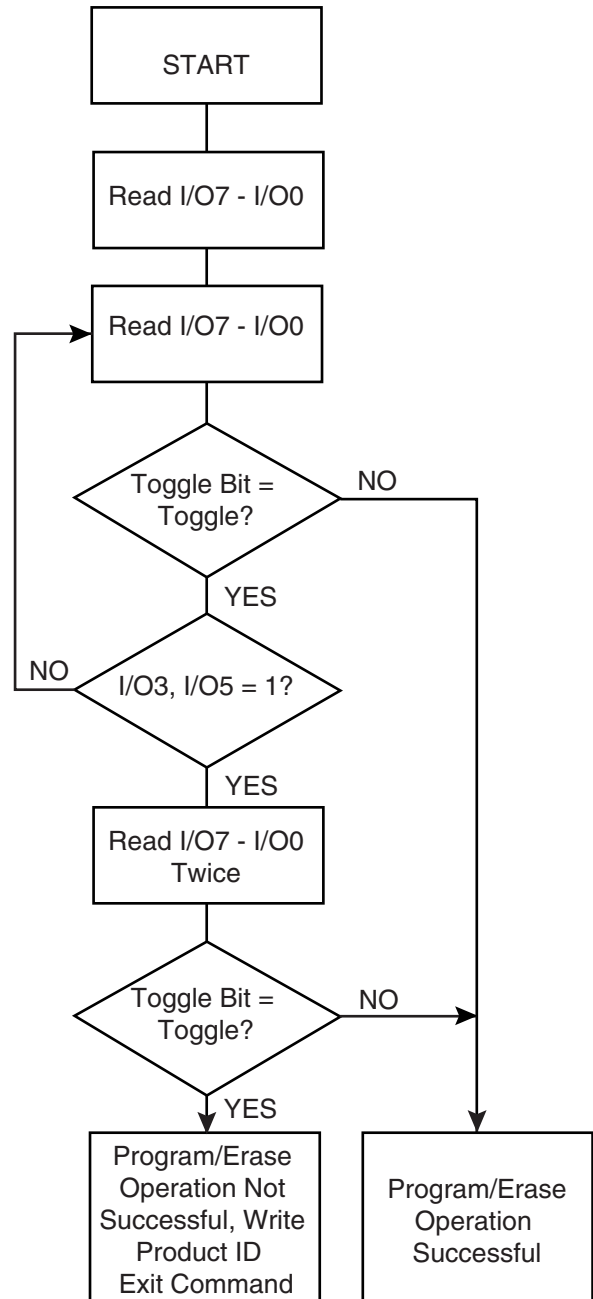 START
Read I/O7 - I/O0
Read I/O7 - I/O0
Toggle Bit =
Toggle?
NO
YES
NO
I/O3, I/O5 = 1?
YES
Read I/O7 - I/O0
Twice
Toggle Bit =
Toggle?
NO
YES
Program/Erase
Operation Not
Successful, Write
Product ID
Exit Command
Program/Erase
Operation
Successful